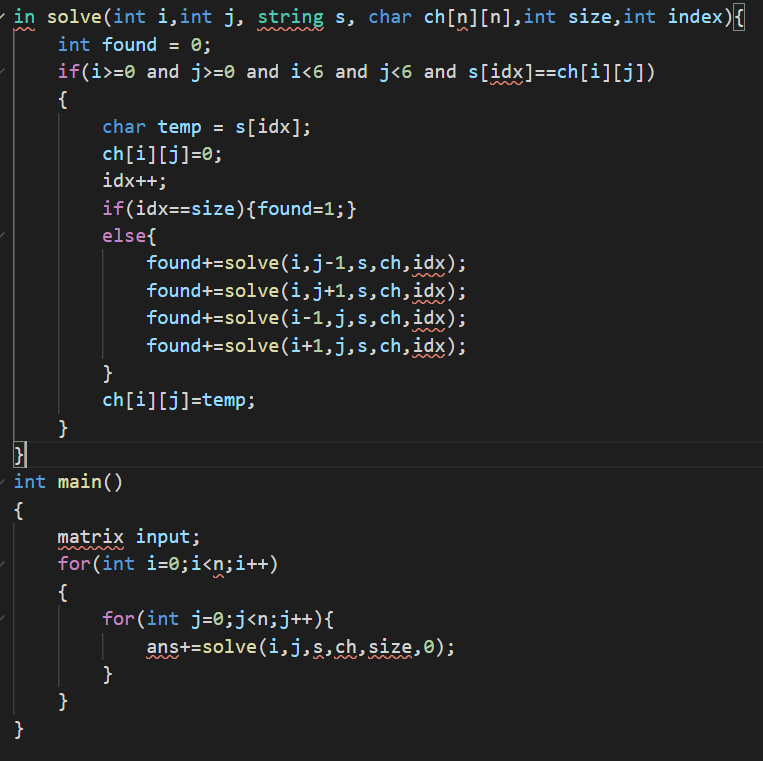 in solve(int i,int j, string s, char ch[n][n],int size,int index){
    int found = 0;
    if(i>=0 and j>=0 and i<6 and j<6 and s[idx]==ch[i][j])
    {
        char temp = s[idx];
        ch[i][j]=0;
        idx++;
        if(idx==size){found=1;}
        else{
            found+=solve(i,j-1,s,ch,idx);
            found+=solve(i,j+1,s,ch,idx);
            found+=solve(i-1,j,s,ch,idx);
            found+=solve(i+1,j,s,ch,idx);
        }
        ch[i][j]=temp;
    }
}
int main()
{
    matrix input;
    for(int i=0;i<n;i++)
    {
        for(int j=0;j<n;j++){
            ans+=solve(i,j,s,ch,size,0);
        }
    }
}